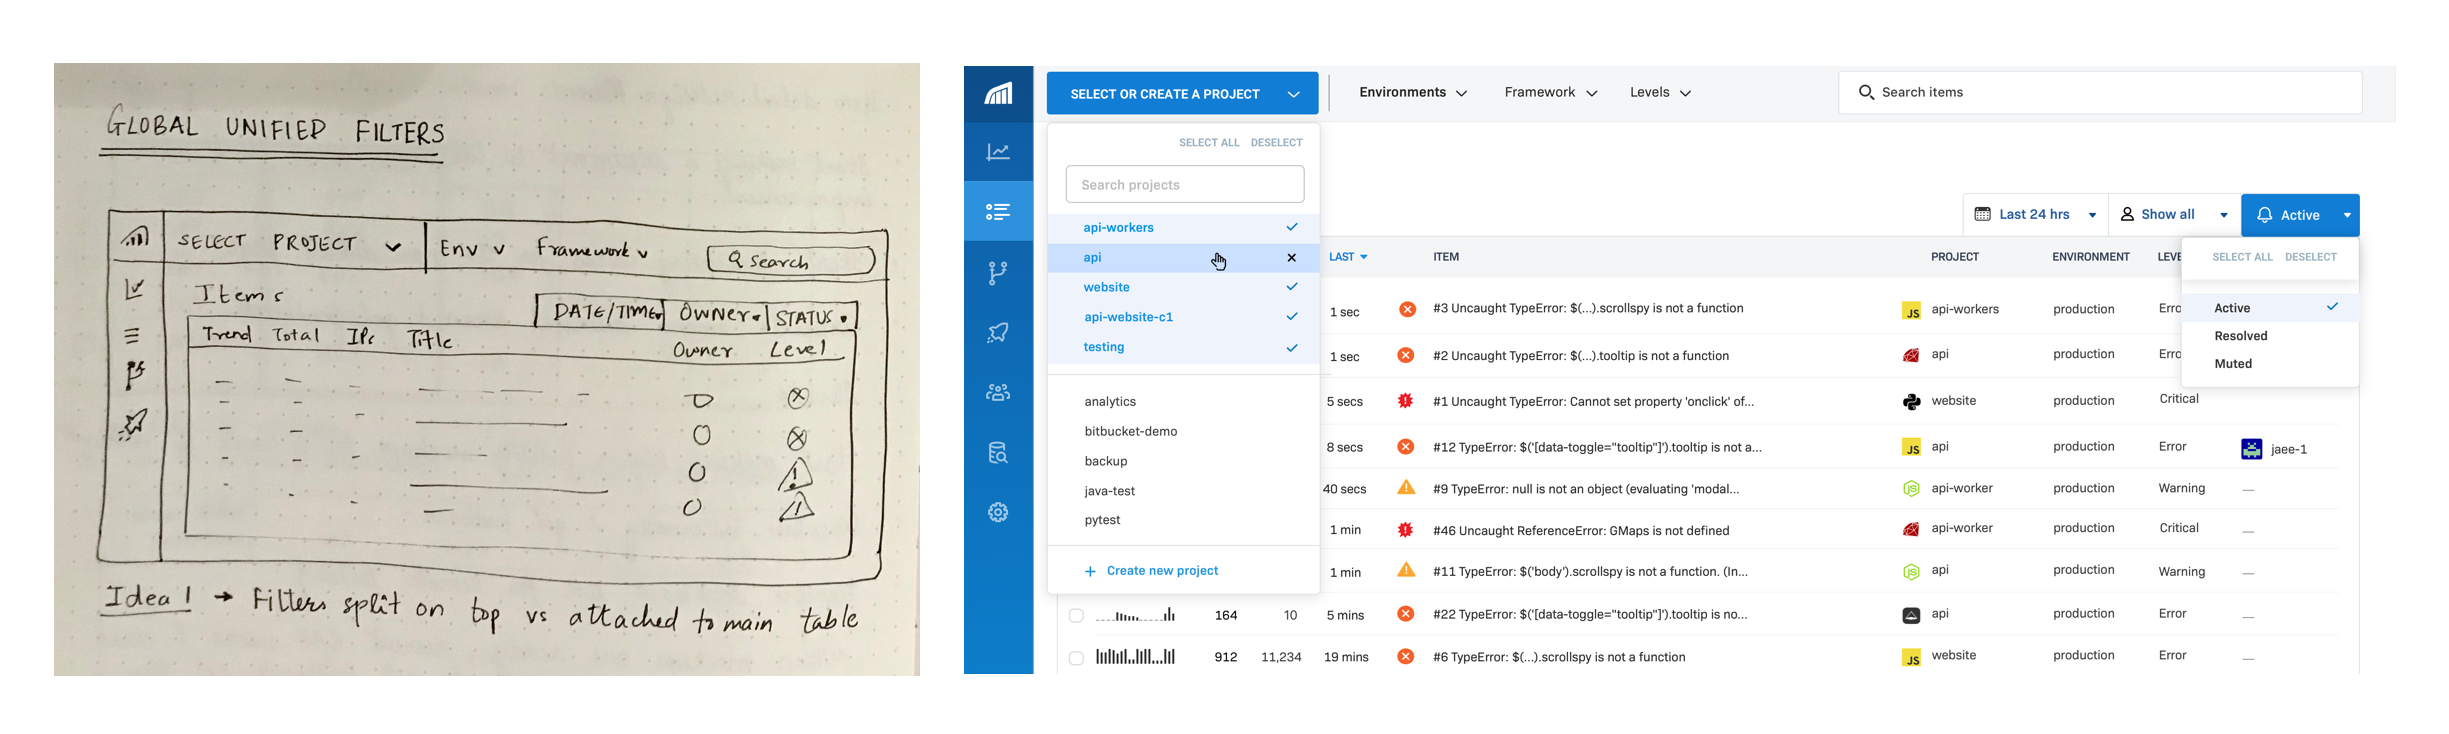 GLOBAL UNIFIED FILTERS
SELECT PROJECT
Env
Framework
Search
Items
DATE/TIME
OWNER
STATUS
Trend Total IPs Title
Owner Level
Idea 1 → Filters split on top vs attached to main table
SELECT OR CREATE A PROJECT
Environments
Framework
Levels
Search items
SELECT ALL DESELECT
Search projects
api-workers
api
website
api-website-c1
testing
analytics
bitbucket-demo
backup
java-test
pytest
+ Create new project
Last 24 hrs
Show all
Active
SELECT ALL DESELECT
Active
Resolved
Muted
LAST ITEM PROJECT ENVIRONMENT LEVE
1 sec #3 Uncaught TypeError: $(...).scrollspy is not a function JS api-workers production Erro
1 sec #2 Uncaught TypeError: $(...).tooltip is not a function api production Erro
5 secs #1 Uncaught TypeError: Cannot set property 'onclick' of... website production Critical
8 secs #12 TypeError: $('[data-toggle="tooltip"]').tooltip is not a... JS api production Error jaee-1
40 secs #9 TypeError: null is not an object (evaluating 'modal... api-worker production Warning —
1 min #46 Uncaught ReferenceError: GMaps is not defined api-worker production Critical —
1 min #11 TypeError: $('body').scrollspy is not a function. (In... api production Warning —
164 10 5 mins #22 TypeError: $('[data-toggle="tooltip"]').tooltip is no... api production Error —
912 11,234 19 mins #6 TypeError: $(...).scrollspy is not a function JS website production Error —